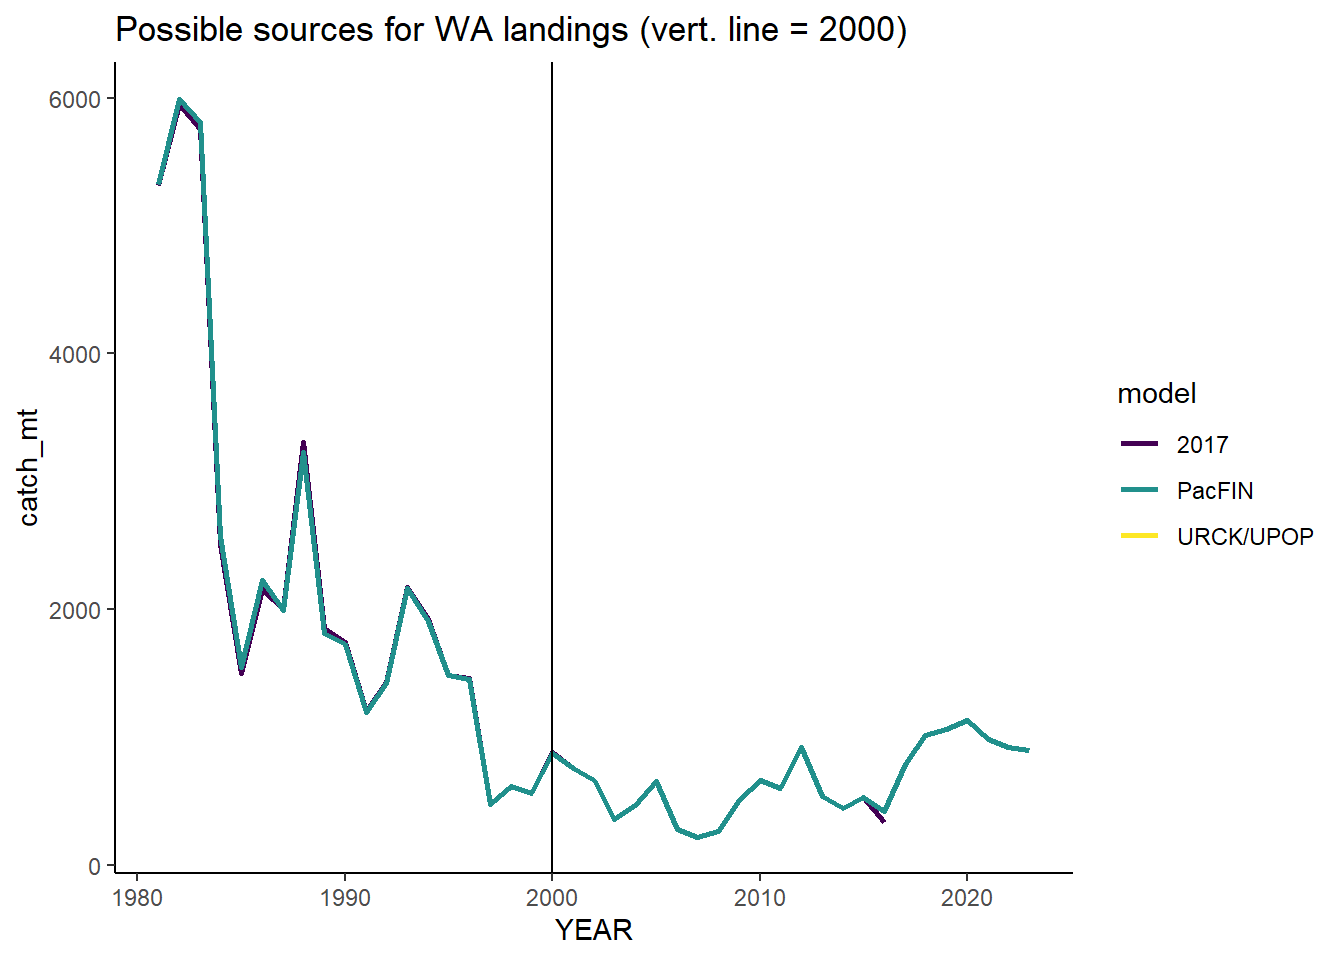 Possible sources for WA landings (vert. line = 2000)
6000
4000
2000
0
catch_mt
1980 1990 2000 2010 2020
YEAR
model
2017
PacFIN
URCK/UPOP